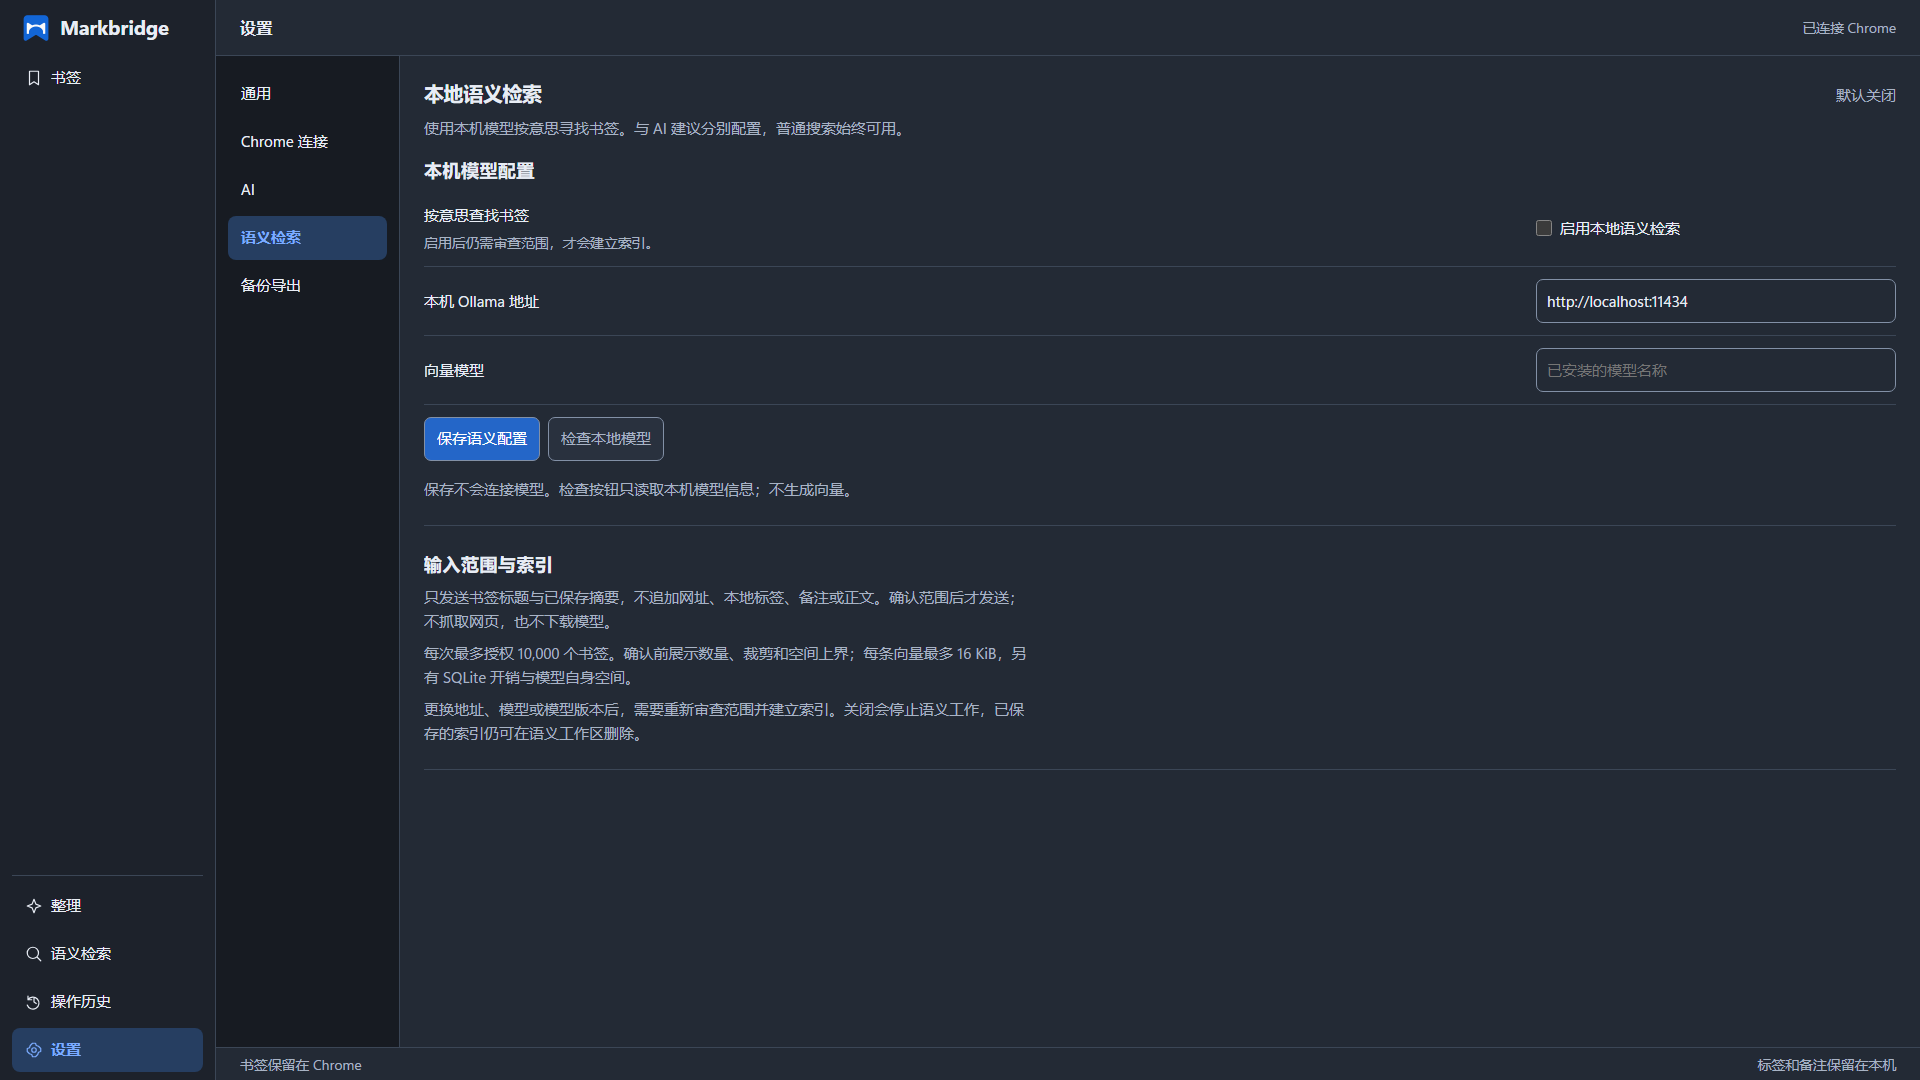 Markbridge
书签
整理
语义检索
操作历史
设置
设置
已连接 Chrome
通用
Chrome 连接
AI
语义检索
备份导出
本地语义检索
默认关闭
使用本机模型按意思寻找书签。与 AI 建议分别配置，普通搜索始终可用。
本机模型配置
按意思查找书签
启用后仍需审查范围，才会建立索引。
启用本地语义检索
本机 Ollama 地址
http://localhost:11434
向量模型
已安装的模型名称
保存语义配置
检查本地模型
保存不会连接模型。检查按钮只读取本机模型信息；不生成向量。
输入范围与索引
只发送书签标题与已保存摘要，不追加网址、本地标签、备注或正文。确认范围后才发送；
不抓取网页，也不下载模型。
每次最多授权 10,000 个书签。确认前展示数量、裁剪和空间上界；每条向量最多 16 KiB，另
有 SQLite 开销与模型自身空间。
更换地址、模型或模型版本后，需要重新审查范围并建立索引。关闭会停止语义工作，已保
存的索引仍可在语义工作区删除。
书签保留在 Chrome
标签和备注保留在本机